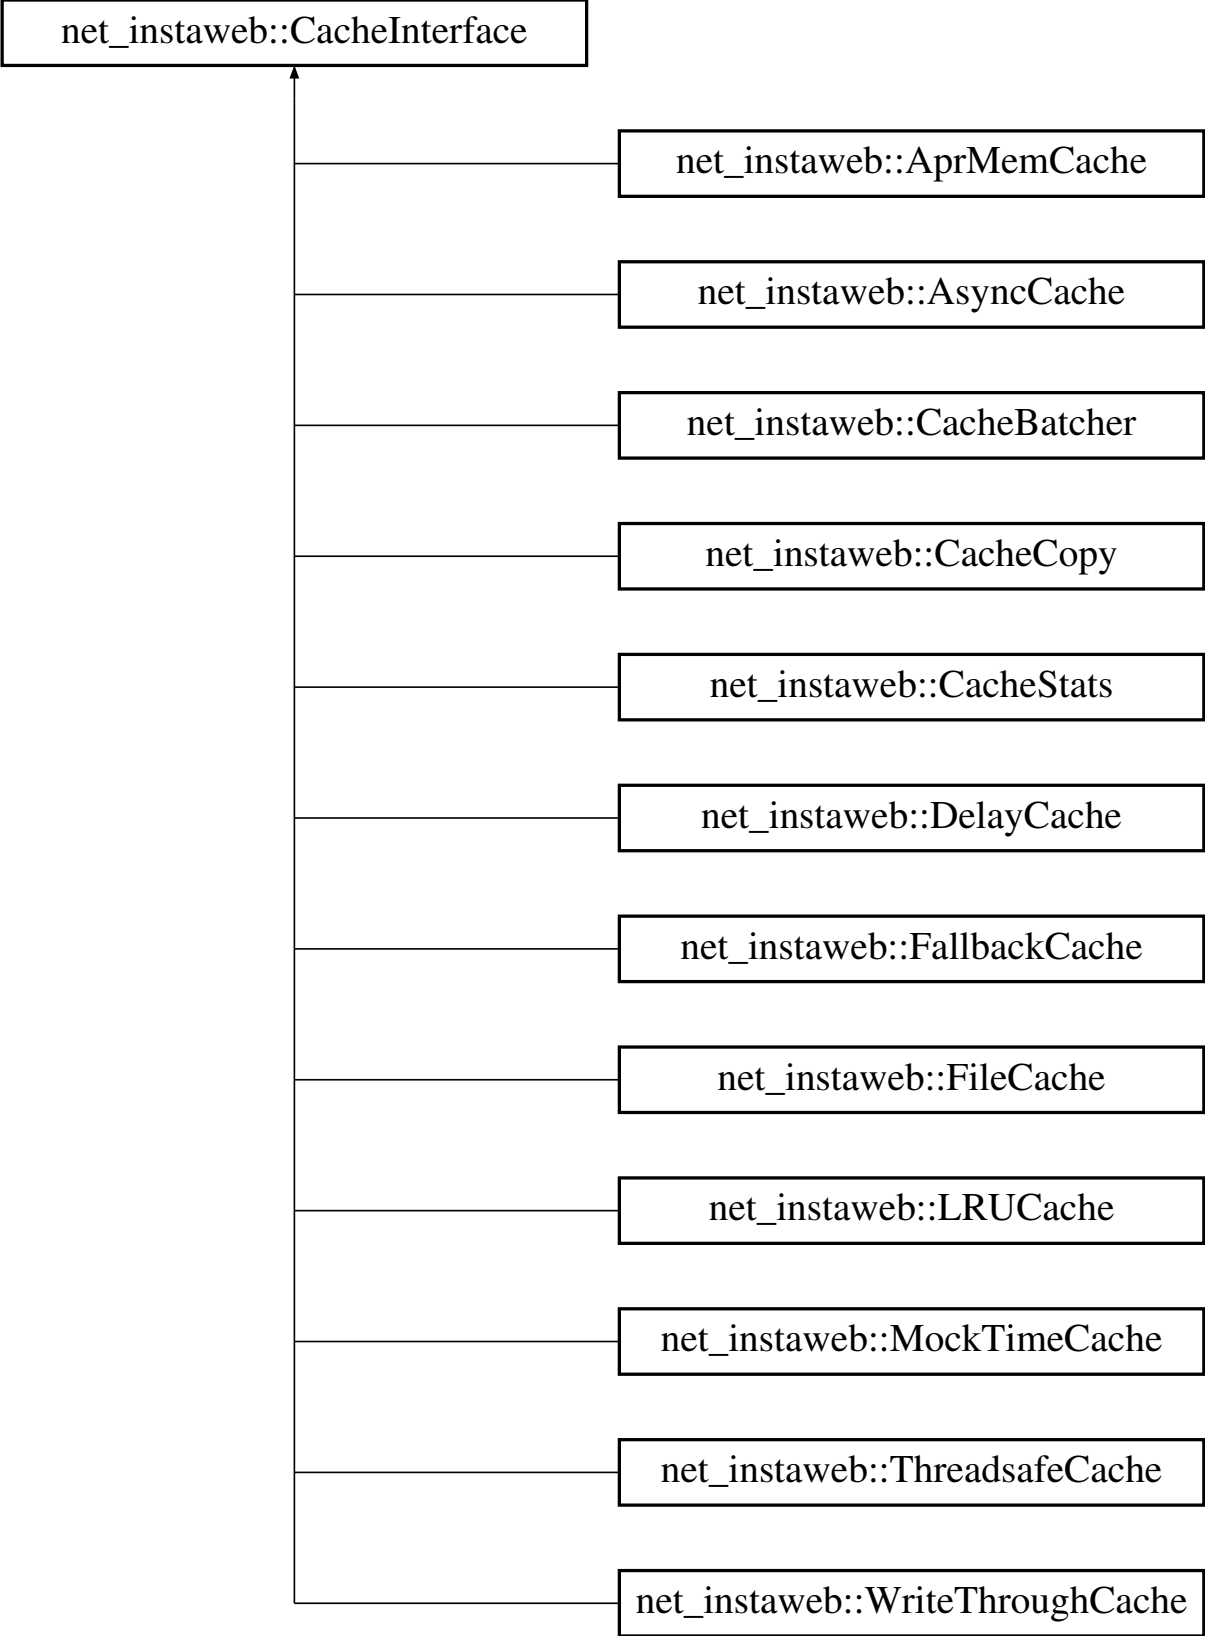 net_instaweb::CacheInterface
net_instaweb::AprMemCache
net_instaweb::AsyncCache
net_instaweb::CacheBatcher
net_instaweb::CacheCopy
net_instaweb::CacheStats
net_instaweb::DelayCache
net_instaweb::FallbackCache
net_instaweb::FileCache
net_instaweb::LRUCache
net_instaweb::MockTimeCache
net_instaweb::ThreadsafeCache
net_instaweb::WriteThroughCache